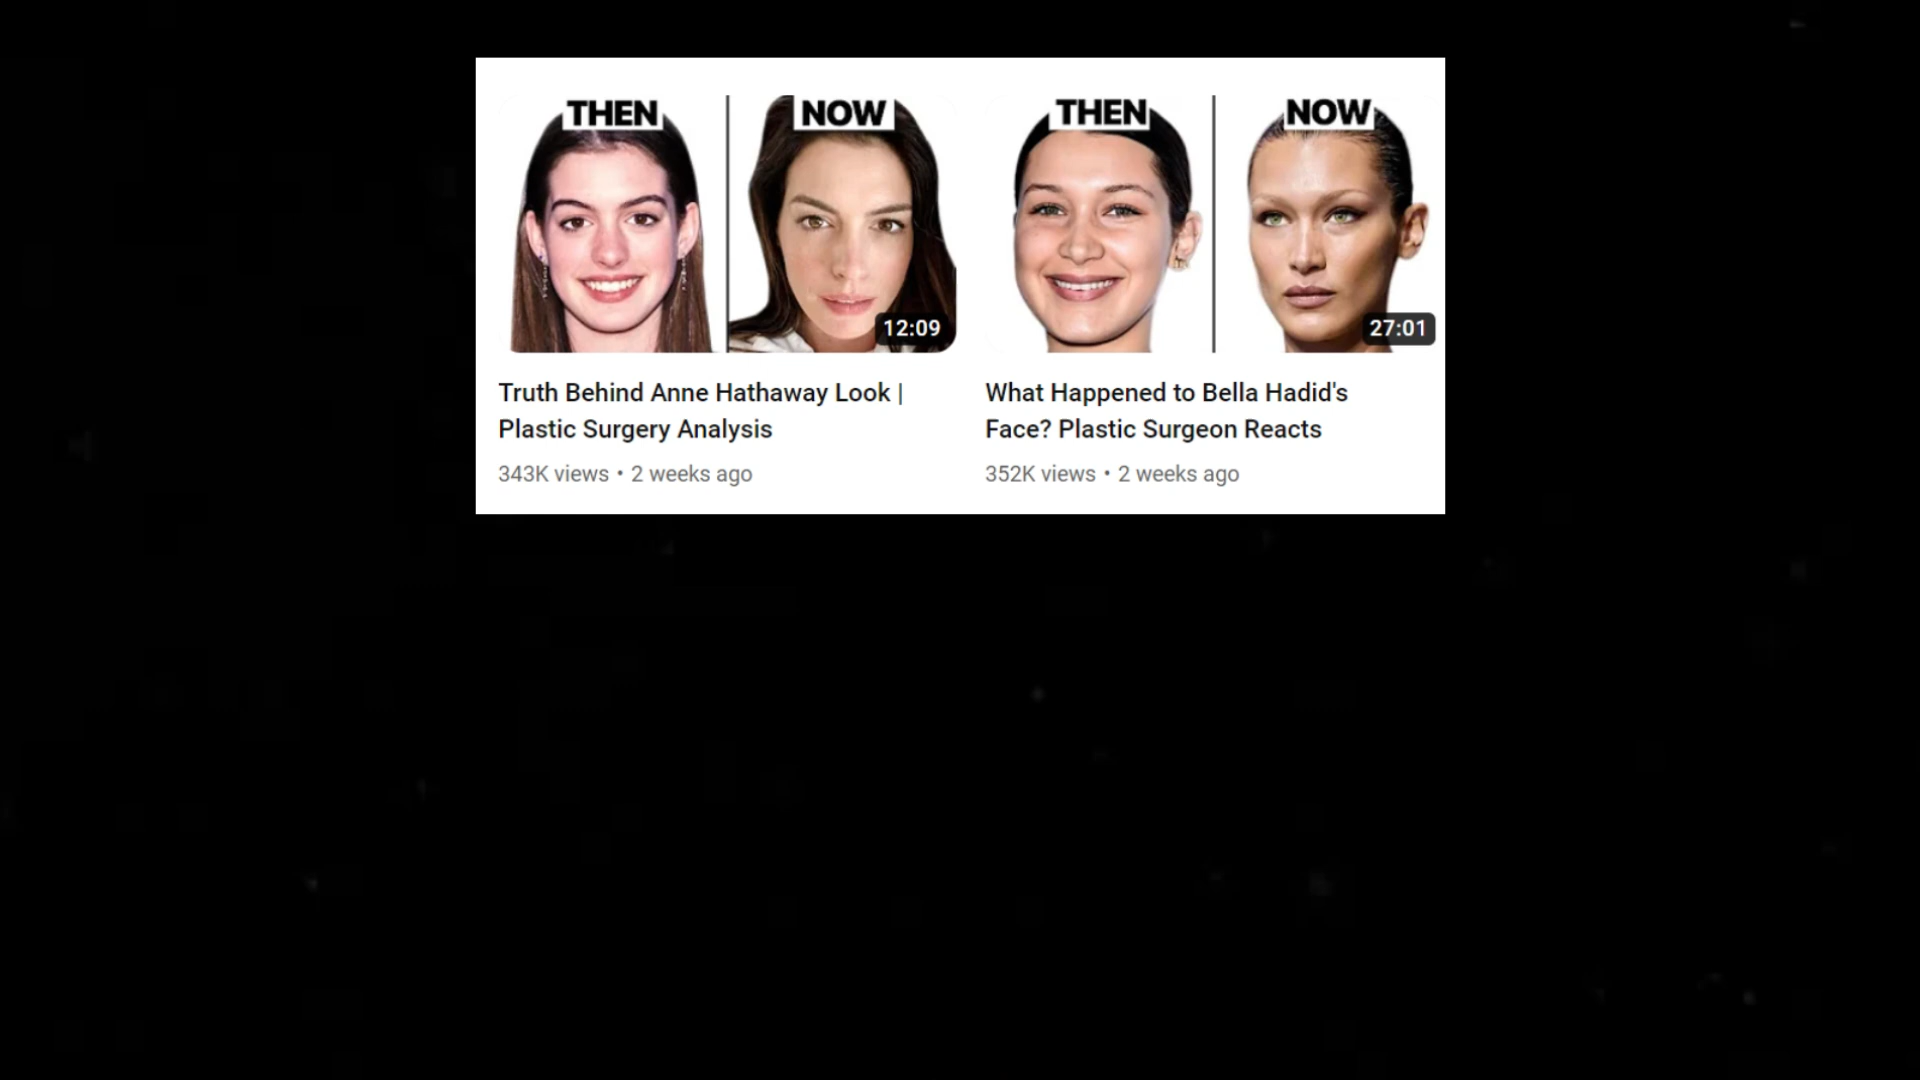 THEN
NOW
12:09
Truth Behind Anne Hathaway Look |
Plastic Surgery Analysis
343K views • 2 weeks ago
THEN
NOW
27:01
What Happened to Bella Hadid's
Face? Plastic Surgeon Reacts
352K views • 2 weeks ago